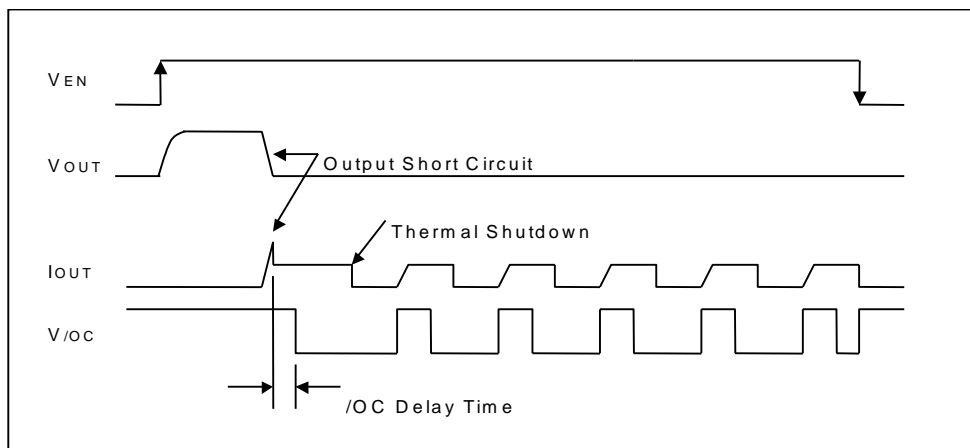 VEN
VOUT
Output Short Circuit
Thermal Shutdown
IOUT
V/OC
/OC Delay Time